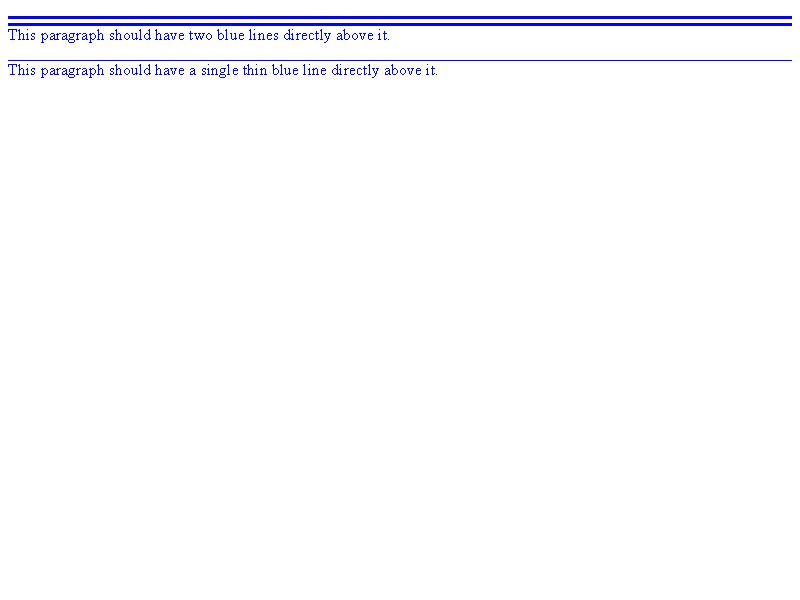 This paragraph should have two blue lines directly above it.
This paragraph should have a single thin blue line directly above it.